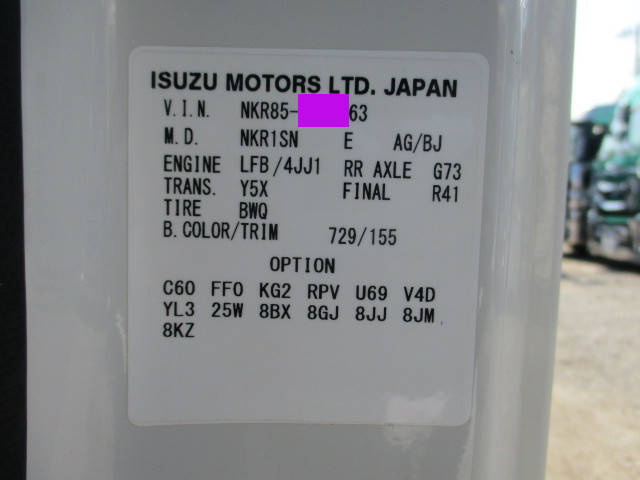 ISUZU MOTORS LTD. JAPAN
V.I.N. NKR85- 63
M.D. NKR1SN E AG/BJ
ENGINE LFB/4JJ1 RR AXLE G73
TRANS. Y5X FINAL R41
TIRE BWQ
B.COLOR/TRIM 729/155
OPTION
C60 FF0 KG2 RPV U69 V4D
YL3 25W 8BX 8GJ 8JJ 8JM
8KZ